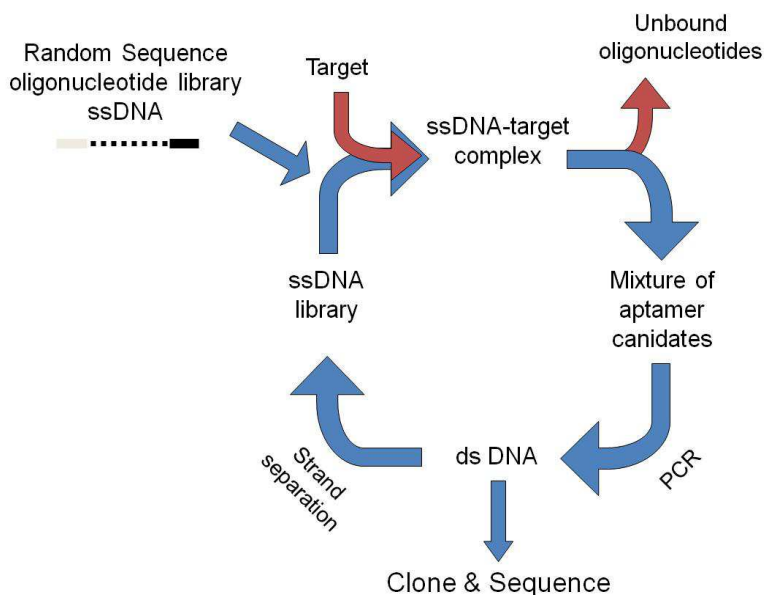 Random Sequence
oligonucleotide library
ssDNA
Target
Unbound
oligonucleotides
ssDNA-target
complex
Mixture of
aptamer
canidates
PCR
ds DNA
Strand
separation
ssDNA
library
Clone & Sequence